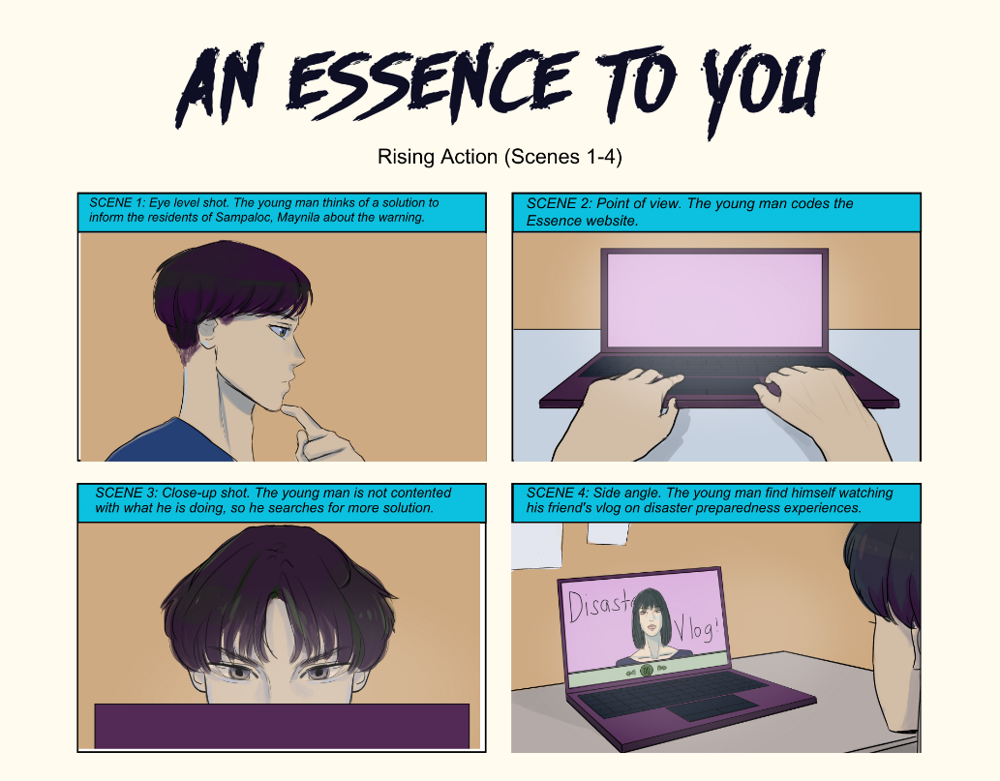 AN ESSENCE TO YOU
Rising Action (Scenes 1-4)
SCENE 1: Eye level shot. The young man thinks of a solution to
inform the residents of Sampaloc, Maynila about the warning.
SCENE 2: Point of view. The young man codes the
Essence website.
SCENE 3: Close-up shot. The young man is not contented
with what he is doing, so he searches for more solution.
SCENE 4: Side angle. The young man find himself watching
his friend's vlog on disaster preparedness experiences.
Disaste
Vlog!